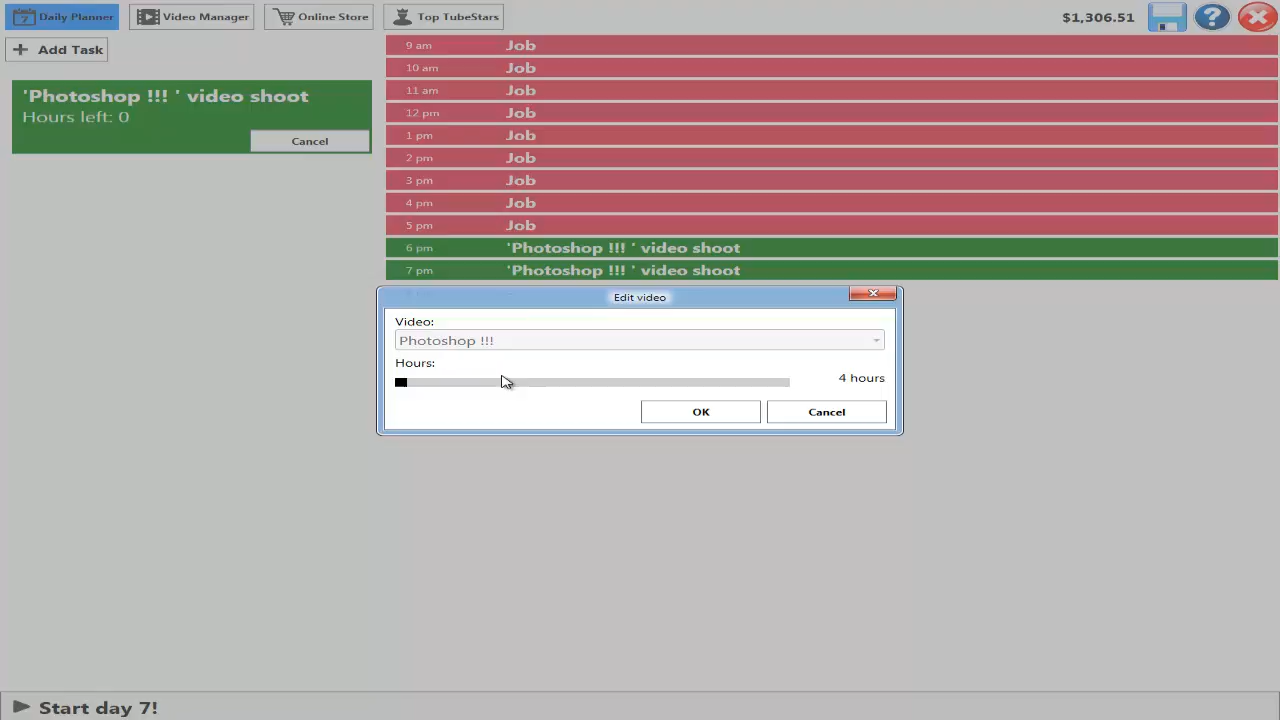 7 Daily Planner Video Manager Online Store Top TubeStars $1,306.51 ?
+ Add Task
'Photoshop !!! ' video shoot
Hours left: 0
Cancel
9 am Job
10 am Job
11 am Job
12 pm Job
1 pm Job
2 pm Job
3 pm Job
4 pm Job
5 pm Job
6 pm 'Photoshop !!! ' video shoot
7 pm 'Photoshop !!! ' video shoot
Edit video
Video:
Photoshop !!!
Hours:
4 hours
OK Cancel
Start day 7!